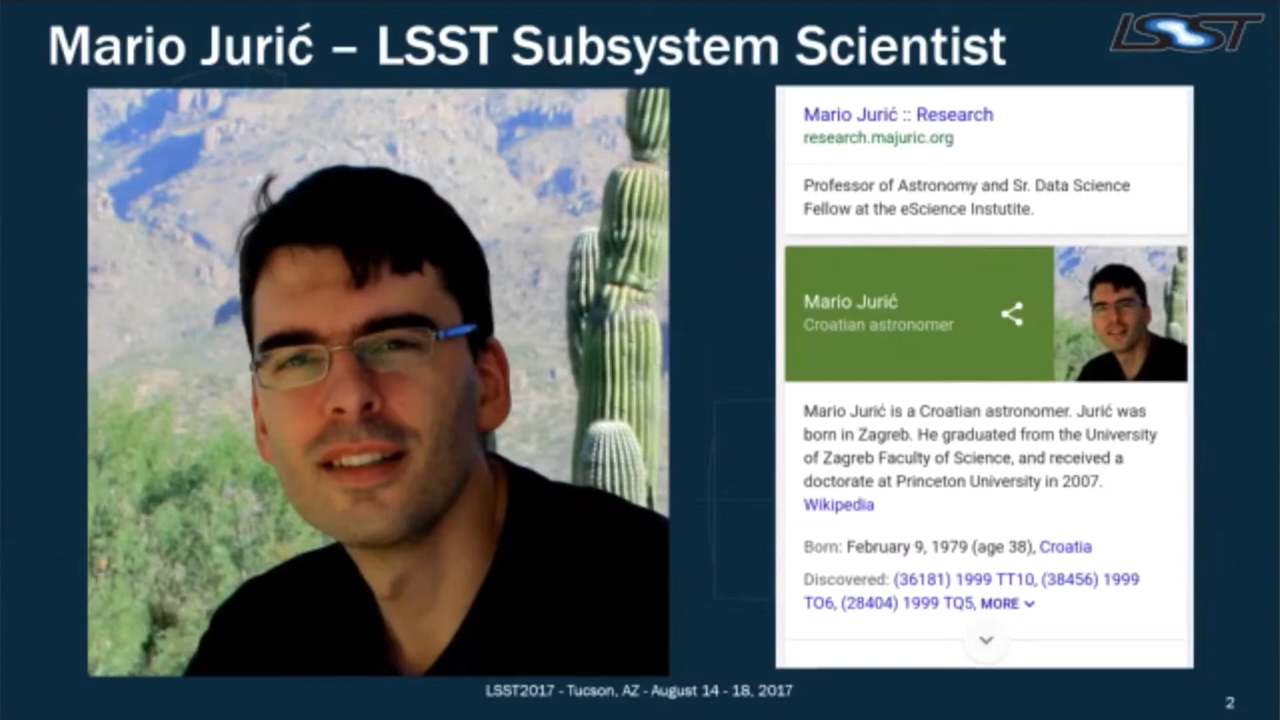 Mario Jurić – LSST Subsystem Scientist
LSST
Mario Jurić :: Research
research.majuric.org
Professor of Astronomy and Sr. Data Science
Fellow at the eScience Instutite.
Mario Jurić
Croatian astronomer
Mario Jurić is a Croatian astronomer. Jurić was
born in Zagreb. He graduated from the University
of Zagreb Faculty of Science, and received a
doctorate at Princeton University in 2007.
Wikipedia
Born: February 9, 1979 (age 38), Croatia
Discovered: (36181) 1999 TT10, (38456) 1999
TO6, (28404) 1999 TQ5, MORE
LSST2017 - Tucson, AZ - August 14 - 18, 2017
2